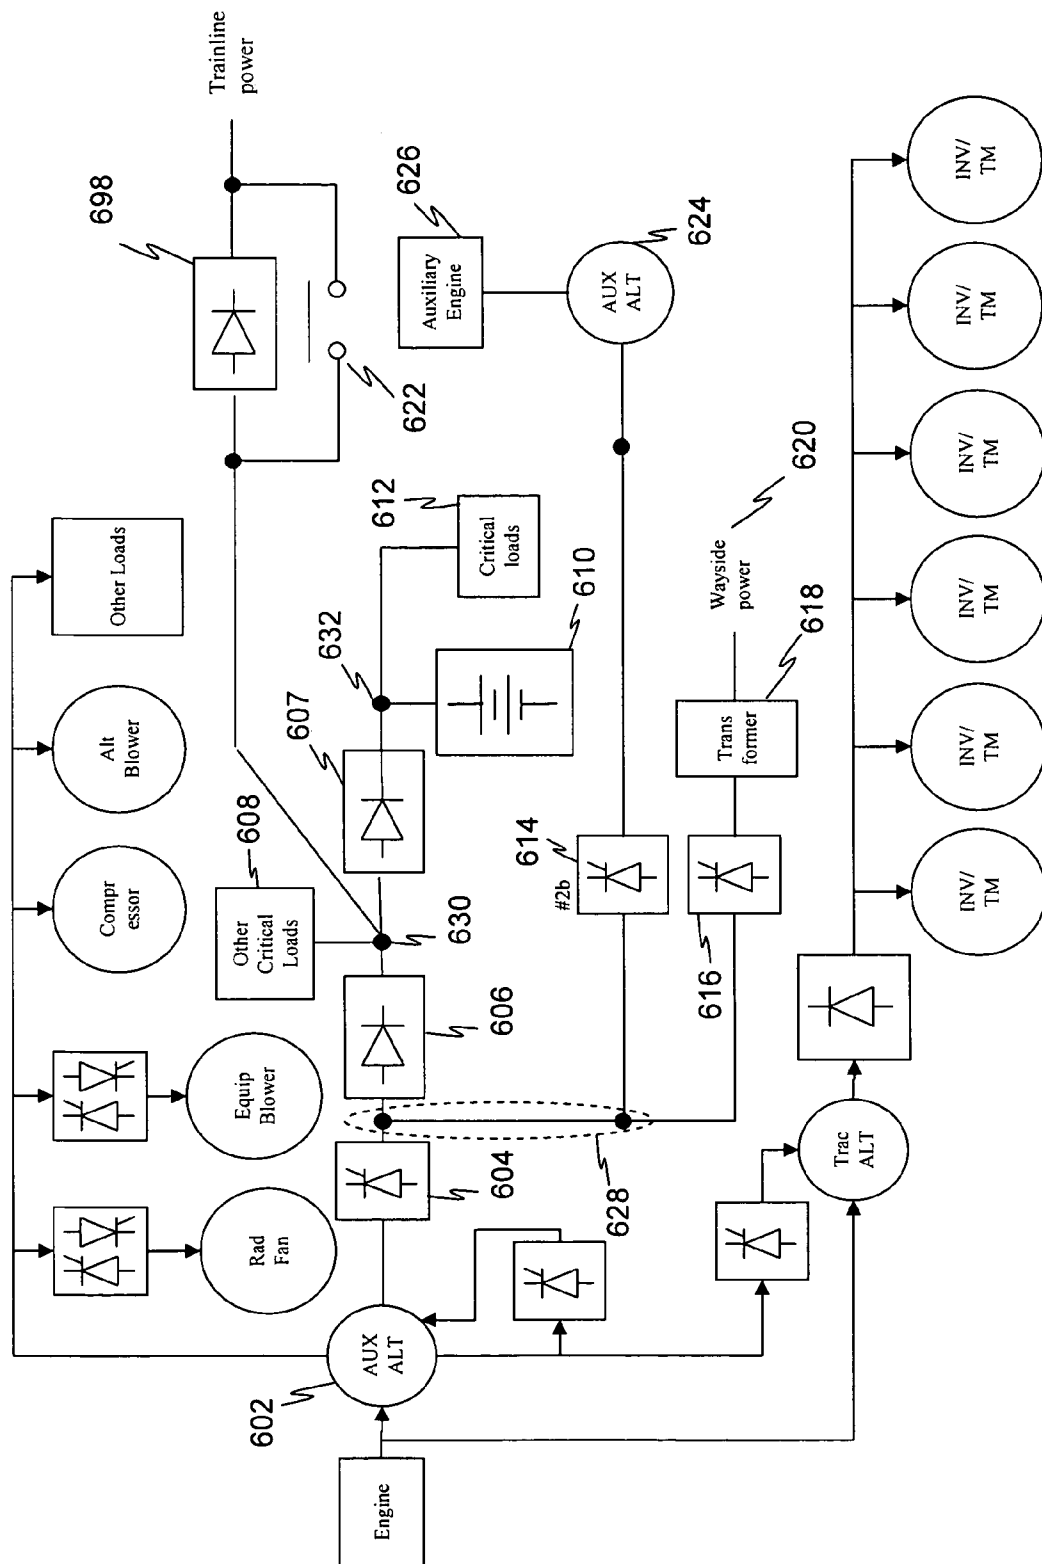 Trainline
power
698
622
Auxiliary
Engine
626
AUX
ALT
624
Other Loads
Alt
Blower
Compr
essor
Equip
Blower
Rad
Fan
Other
Critical
Loads
608
607
632
Critical
loads
612
610
630
606
604
628
#2b
614
616
Trans
former
618
Wayside
power
620
AUX
ALT
602
Engine
Trac
ALT
INV/
TM
INV/
TM
INV/
TM
INV/
TM
INV/
TM
INV/
TM